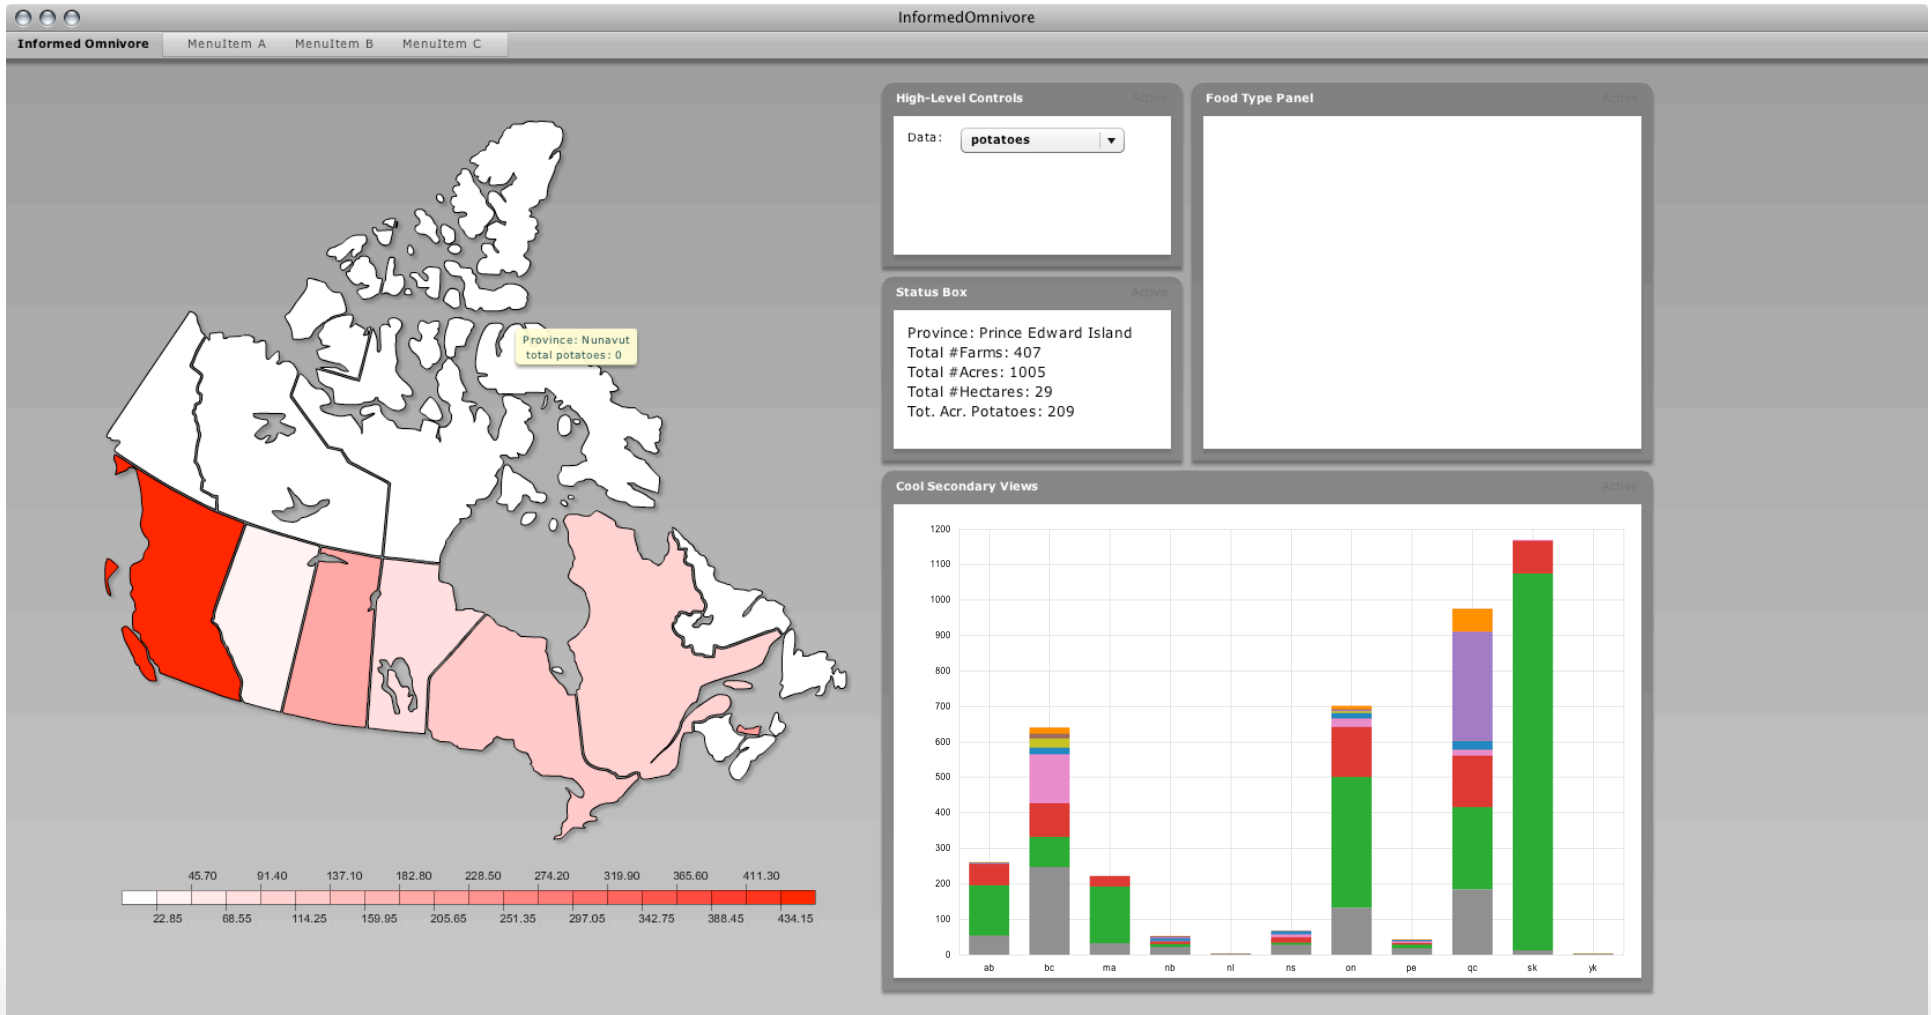 InformedOmnivore
Informed Omnivore MenuItem A MenuItem B MenuItem C
High-Level Controls Active
Data: potatoes
Food Type Panel Active
Status Box Active
Province: Prince Edward Island
Total #Farms: 407
Total #Acres: 1005
Total #Hectares: 29
Tot. Acr. Potatoes: 209
Province: Nunavut
total potatoes: 0
45.70 91.40 137.10 182.80 228.50 274.20 319.90 365.60 411.30
22.85 68.55 114.25 159.95 205.65 251.35 297.05 342.75 388.45 434.15
Cool Secondary Views Active
1200
1100
1000
900
800
700
600
500
400
300
200
100
0
ab bc ma nb nl ns on pe qc sk yk